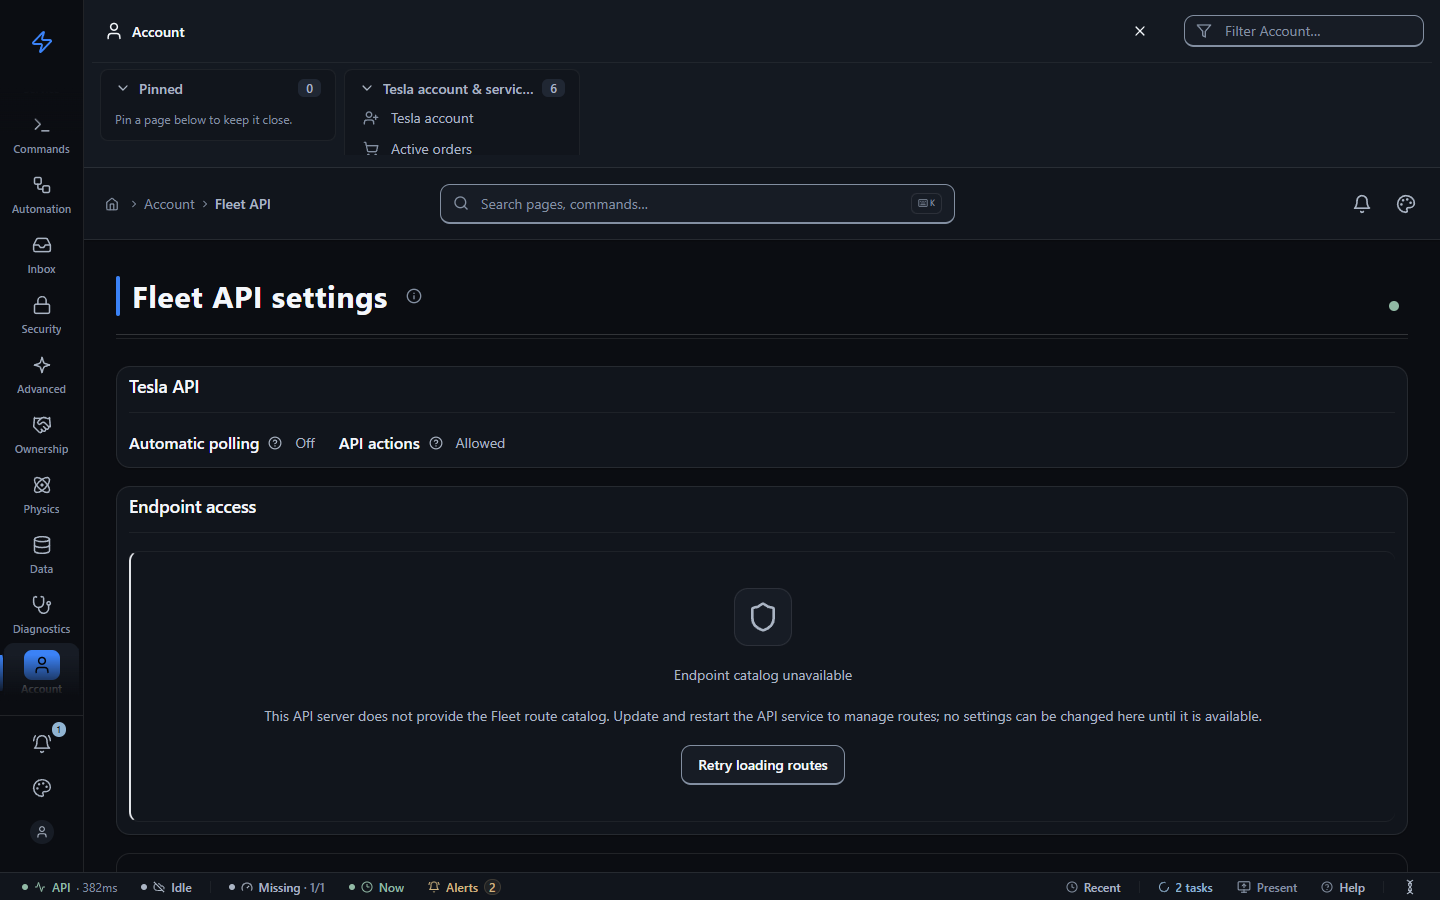 Account
Filter Account...
Pinned
0
Pin a page below to keep it close.
Tesla account & servic...
6
Tesla account
Active orders
Commands
Automation
Inbox
Security
Advanced
Ownership
Physics
Data
Diagnostics
Account
1
Account
Fleet API
Search pages, commands...
K
Fleet API settings
Tesla API
Automatic polling
Off
API actions
Allowed
Endpoint access
Endpoint catalog unavailable
This API server does not provide the Fleet route catalog. Update and restart the API service to manage routes; no settings can be changed here until it is available.
Retry loading routes
API · 382ms
Idle
Missing · 1/1
Now
Alerts 2
Recent
2 tasks
Present
Help